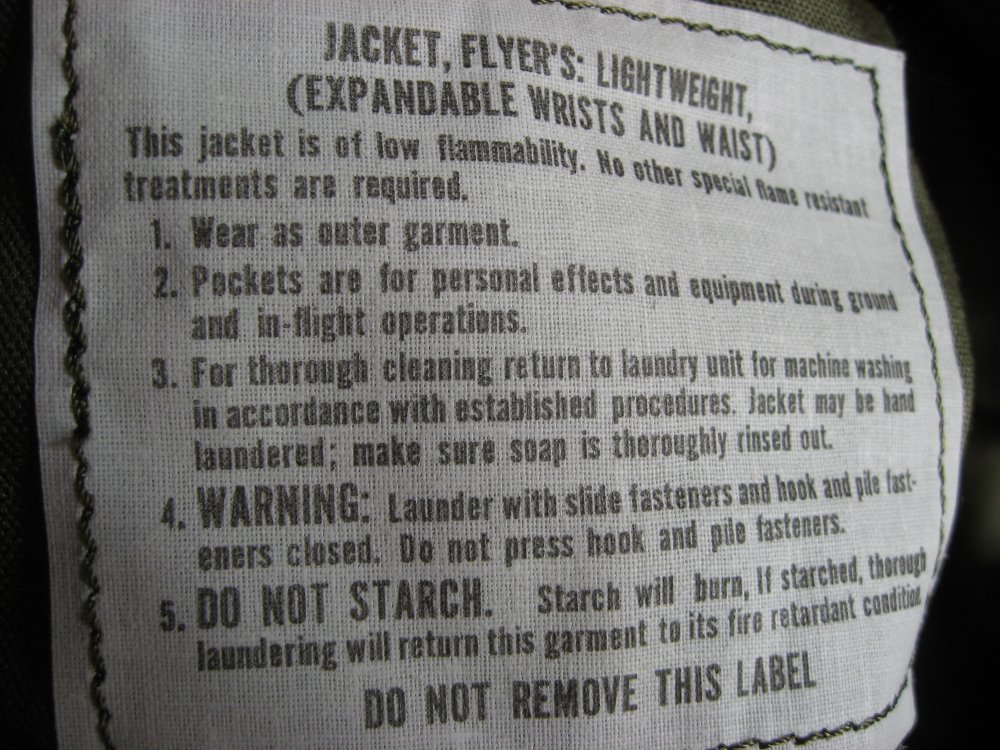 JACKET, FLYER'S: LIGHTWEIGHT,
(EXPANDABLE WRISTS AND WAIST)
This jacket is of low flammability. No other special flame resistant
treatments are required.
1. Wear as outer garment.
2. Pockets are for personal effects and equipment during ground
and in-flight operations.
3. For thorough cleaning return to laundry unit for machine washing
in accordance with established procedures. Jacket may be hand
laundered; make sure soap is thoroughly rinsed out.
4. WARNING: Launder with slide fasteners and hook and pile fast-
eners closed. Do not press hook and pile fasteners.
5. DO NOT STARCH. Starch will burn, If starched, thorough
laundering will return this garment to its fire retardant condition
DO NOT REMOVE THIS LABEL